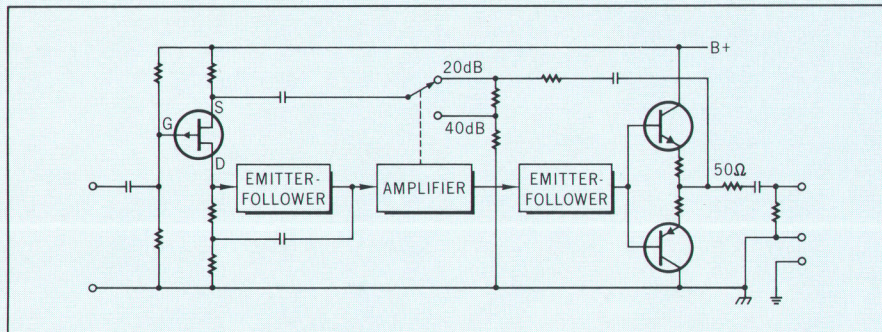 B+
20dB
S
G
40dB
D
EMITTER-
FOLLOWER
AMPLIFIER
EMITTER-
FOLLOWER
50Ω